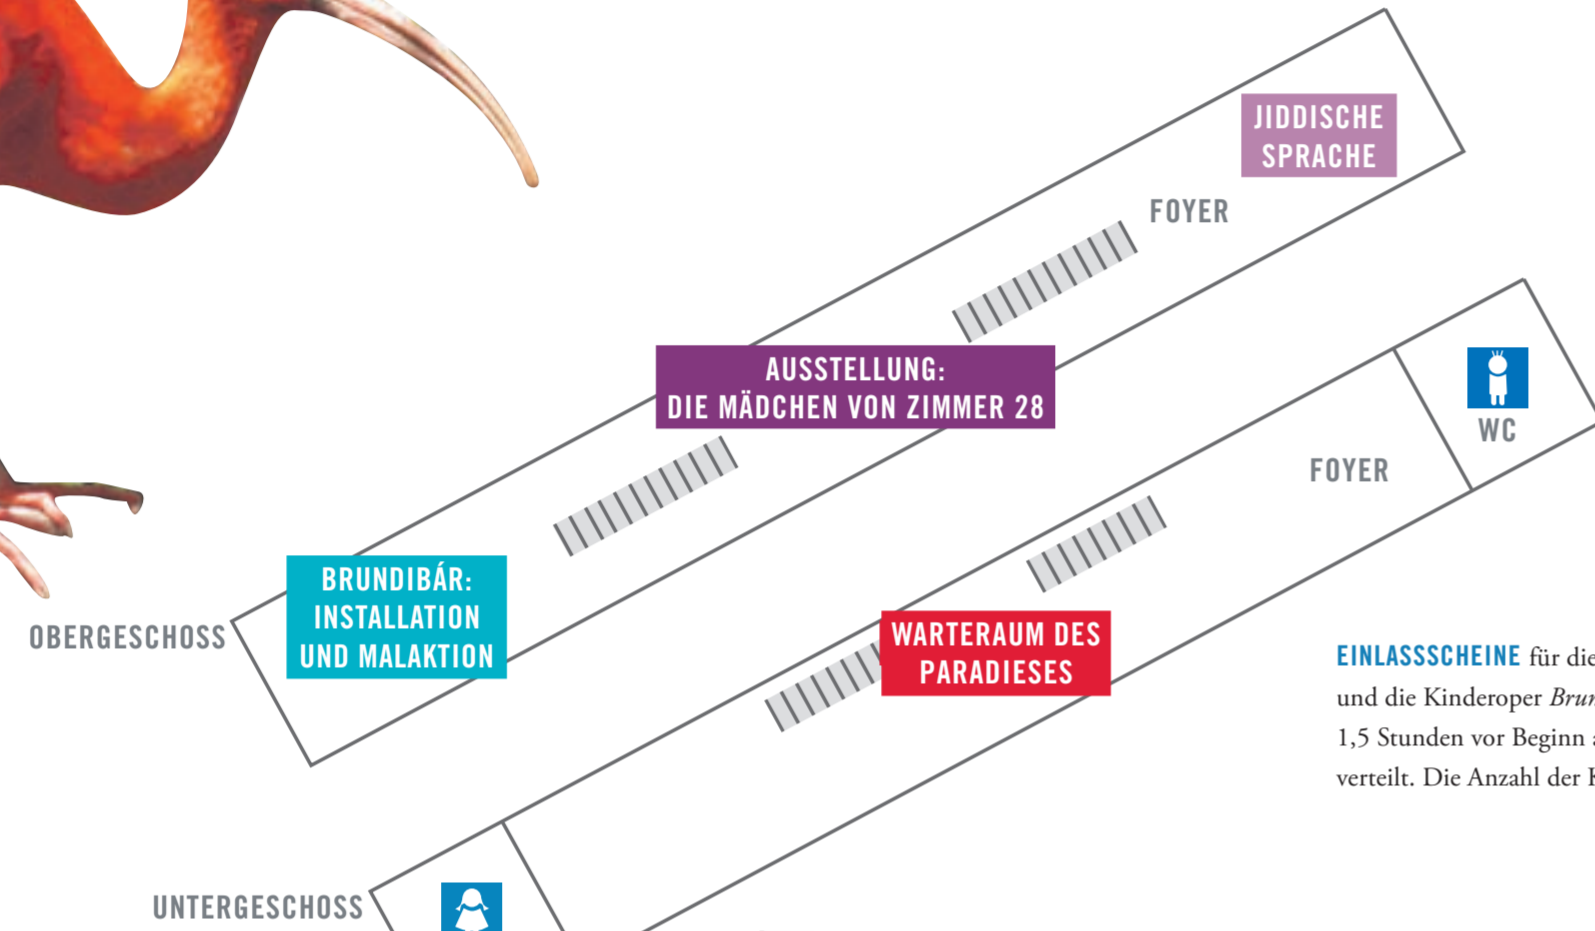 JIDDISCHE
SPRACHE
FOYER
AUSSTELLUNG:
DIE MÄDCHEN VON ZIMMER 28
WC
FOYER
BRUNDIBÁR:
INSTALLATION
UND MALAKTION
OBERGESCHOSS
WARTERAUM DES
PARADIESES
EINLASSSCHEINE für die
und die Kinderoper
1,5 Stunden vor Beginn
verteilt. Die Anzahl der
UNTERGESCHOSS